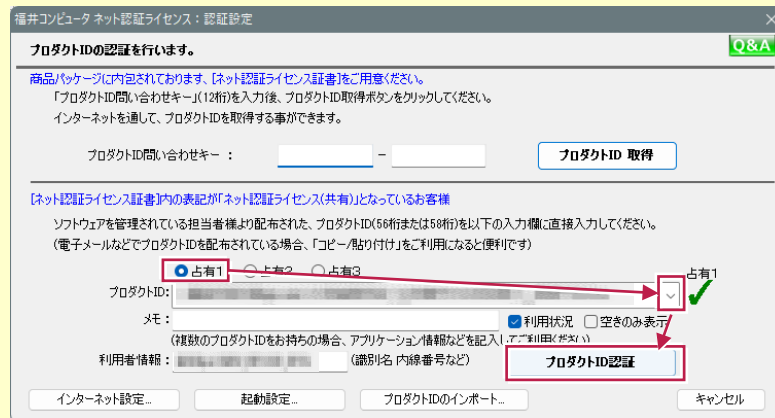 福井コンピュータ ネット認証ライセンス：認証設定
プロダクトIDの認証を行います。
Q&A
商品パッケージに内包されております、[ネット認証ライセンス証書]をご用意ください。
「プロダクトID問い合わせキー」(12桁)を入力後、プロダクトID取得ボタンをクリックしてください。
インターネットを通して、プロダクトIDを取得する事ができます。
プロダクトID問い合わせキー ： － プロダクトID 取得
[ネット認証ライセンス証書]内の表記が「ネット認証ライセンス(共有)」となっているお客様
ソフトウェアを管理されている担当者様より配布された、プロダクトID(56桁または58桁)を以下の入力欄に直接入力してください。
(電子メールなどでプロダクトIDを配布されている場合、「コピー/貼り付け」をご利用になると便利です)
占有1 占有2 占有3 占有1
プロダクトID:
メモ： 利用状況 空きのみ表示
(複数のプロダクトIDをお持ちの場合、アプリケーション情報などを記入してご利用ください)
利用者情報： (識別名 内線番号など) プロダクトID認証
インターネット設定... 起動設定... プロダクトIDのインポート... キャンセル